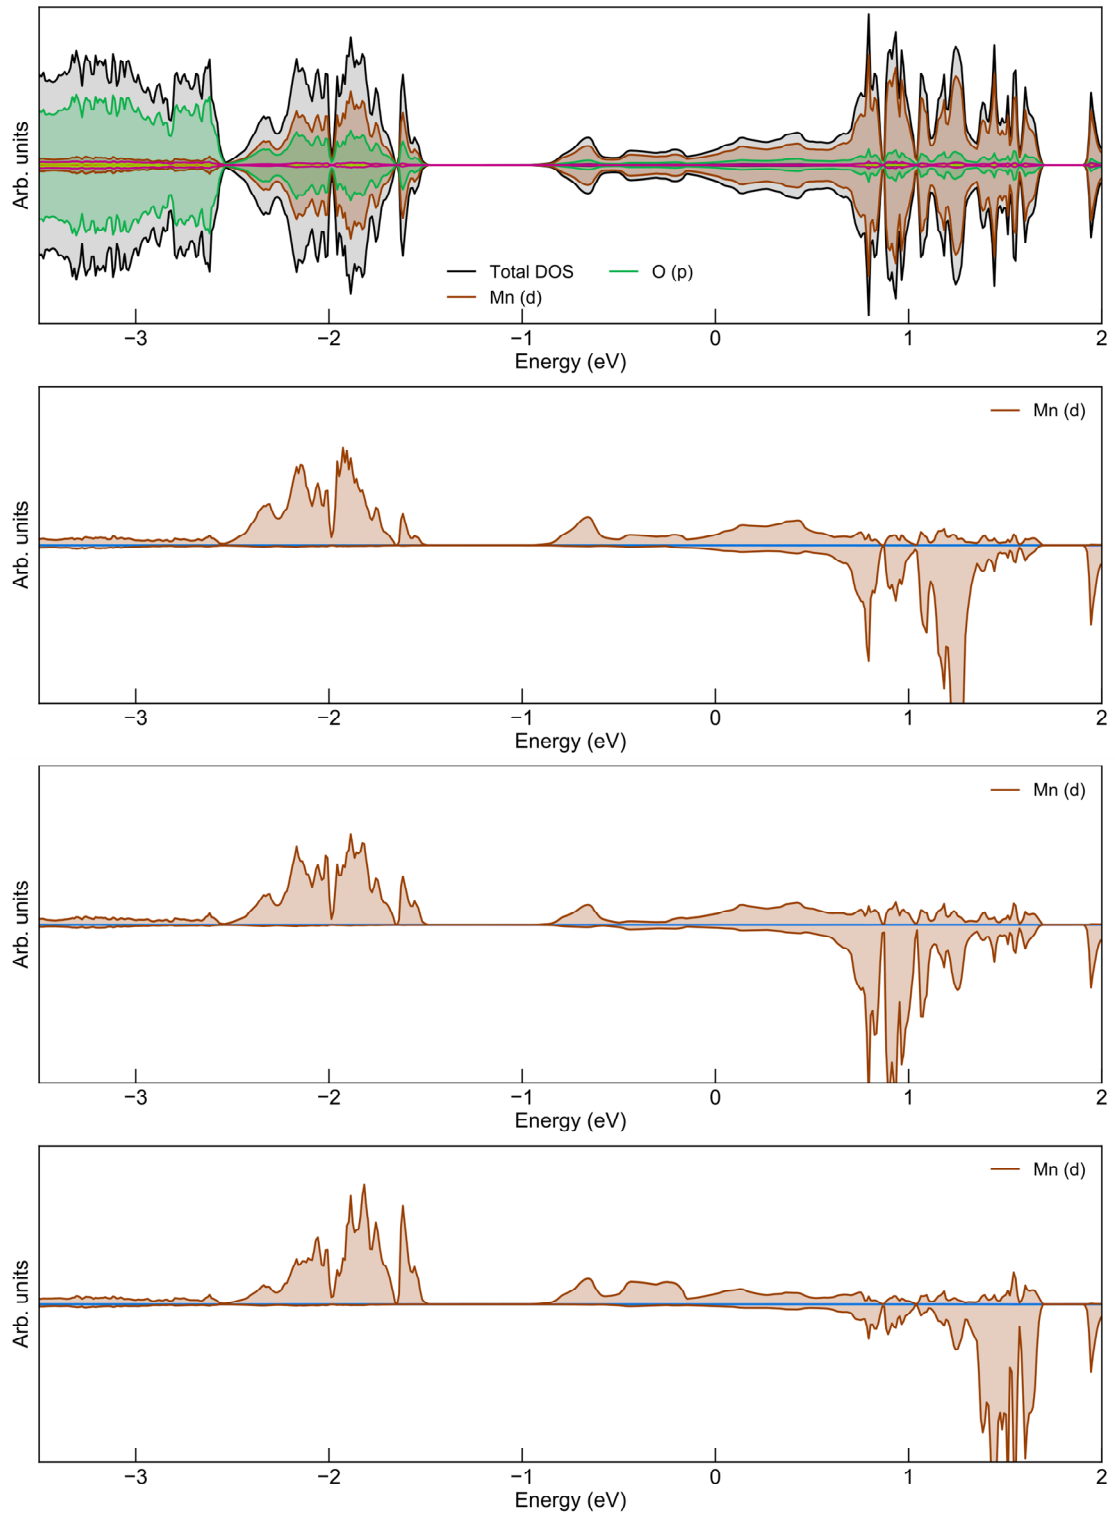 Arb. units
Total DOS
O (p)
Mn (d)
−3
−2
−1
0
1
2
Energy (eV)
Mn (d)
Arb. units
−3
−2
−1
0
1
2
Energy (eV)
Mn (d)
Arb. units
−3
−2
−1
0
1
2
Energy (eV)
Mn (d)
Arb. units
−3
−2
−1
0
1
2
Energy (eV)